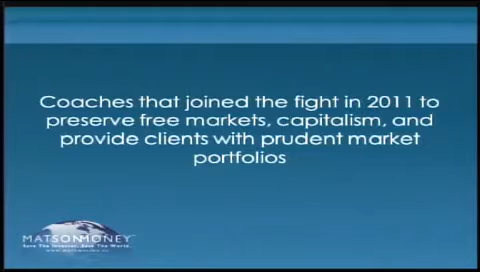 Coaches that joined the fight in 2011 to
preserve free markets, capitalism, and
provide clients with prudent market
portfolios
MATSONMONEY
Save The Investor, Save The World.